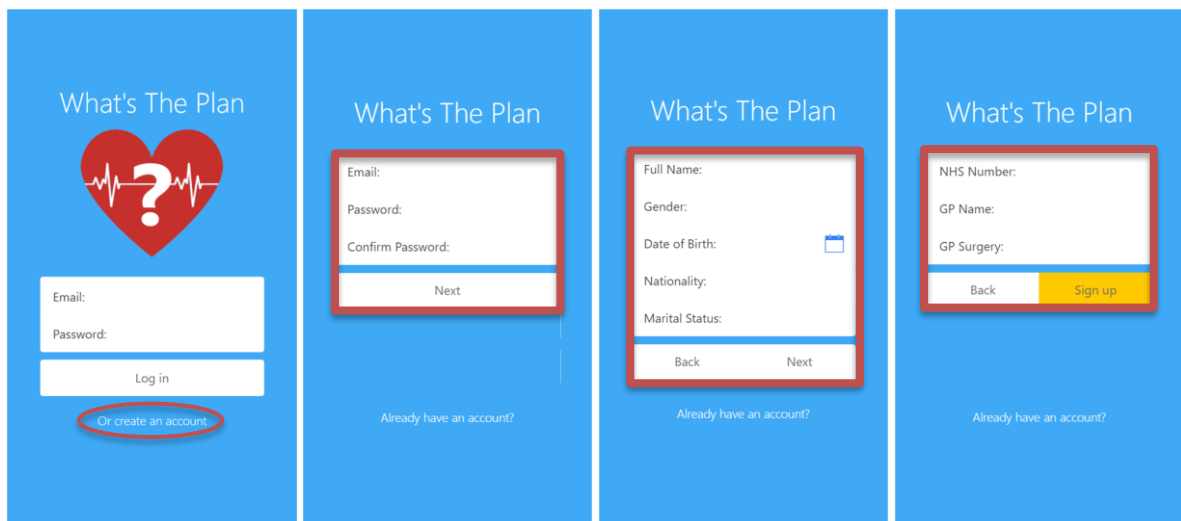 What's The Plan
?
Email:
Password:
Log in
Or create an account
What's The Plan
Email:
Password:
Confirm Password:
Next
Already have an account?
What's The Plan
Full Name:
Gender:
Date of Birth:
Nationality:
Marital Status:
Back Next
Already have an account?
What's The Plan
NHS Number:
GP Name:
GP Surgery:
Back Sign up
Already have an account?